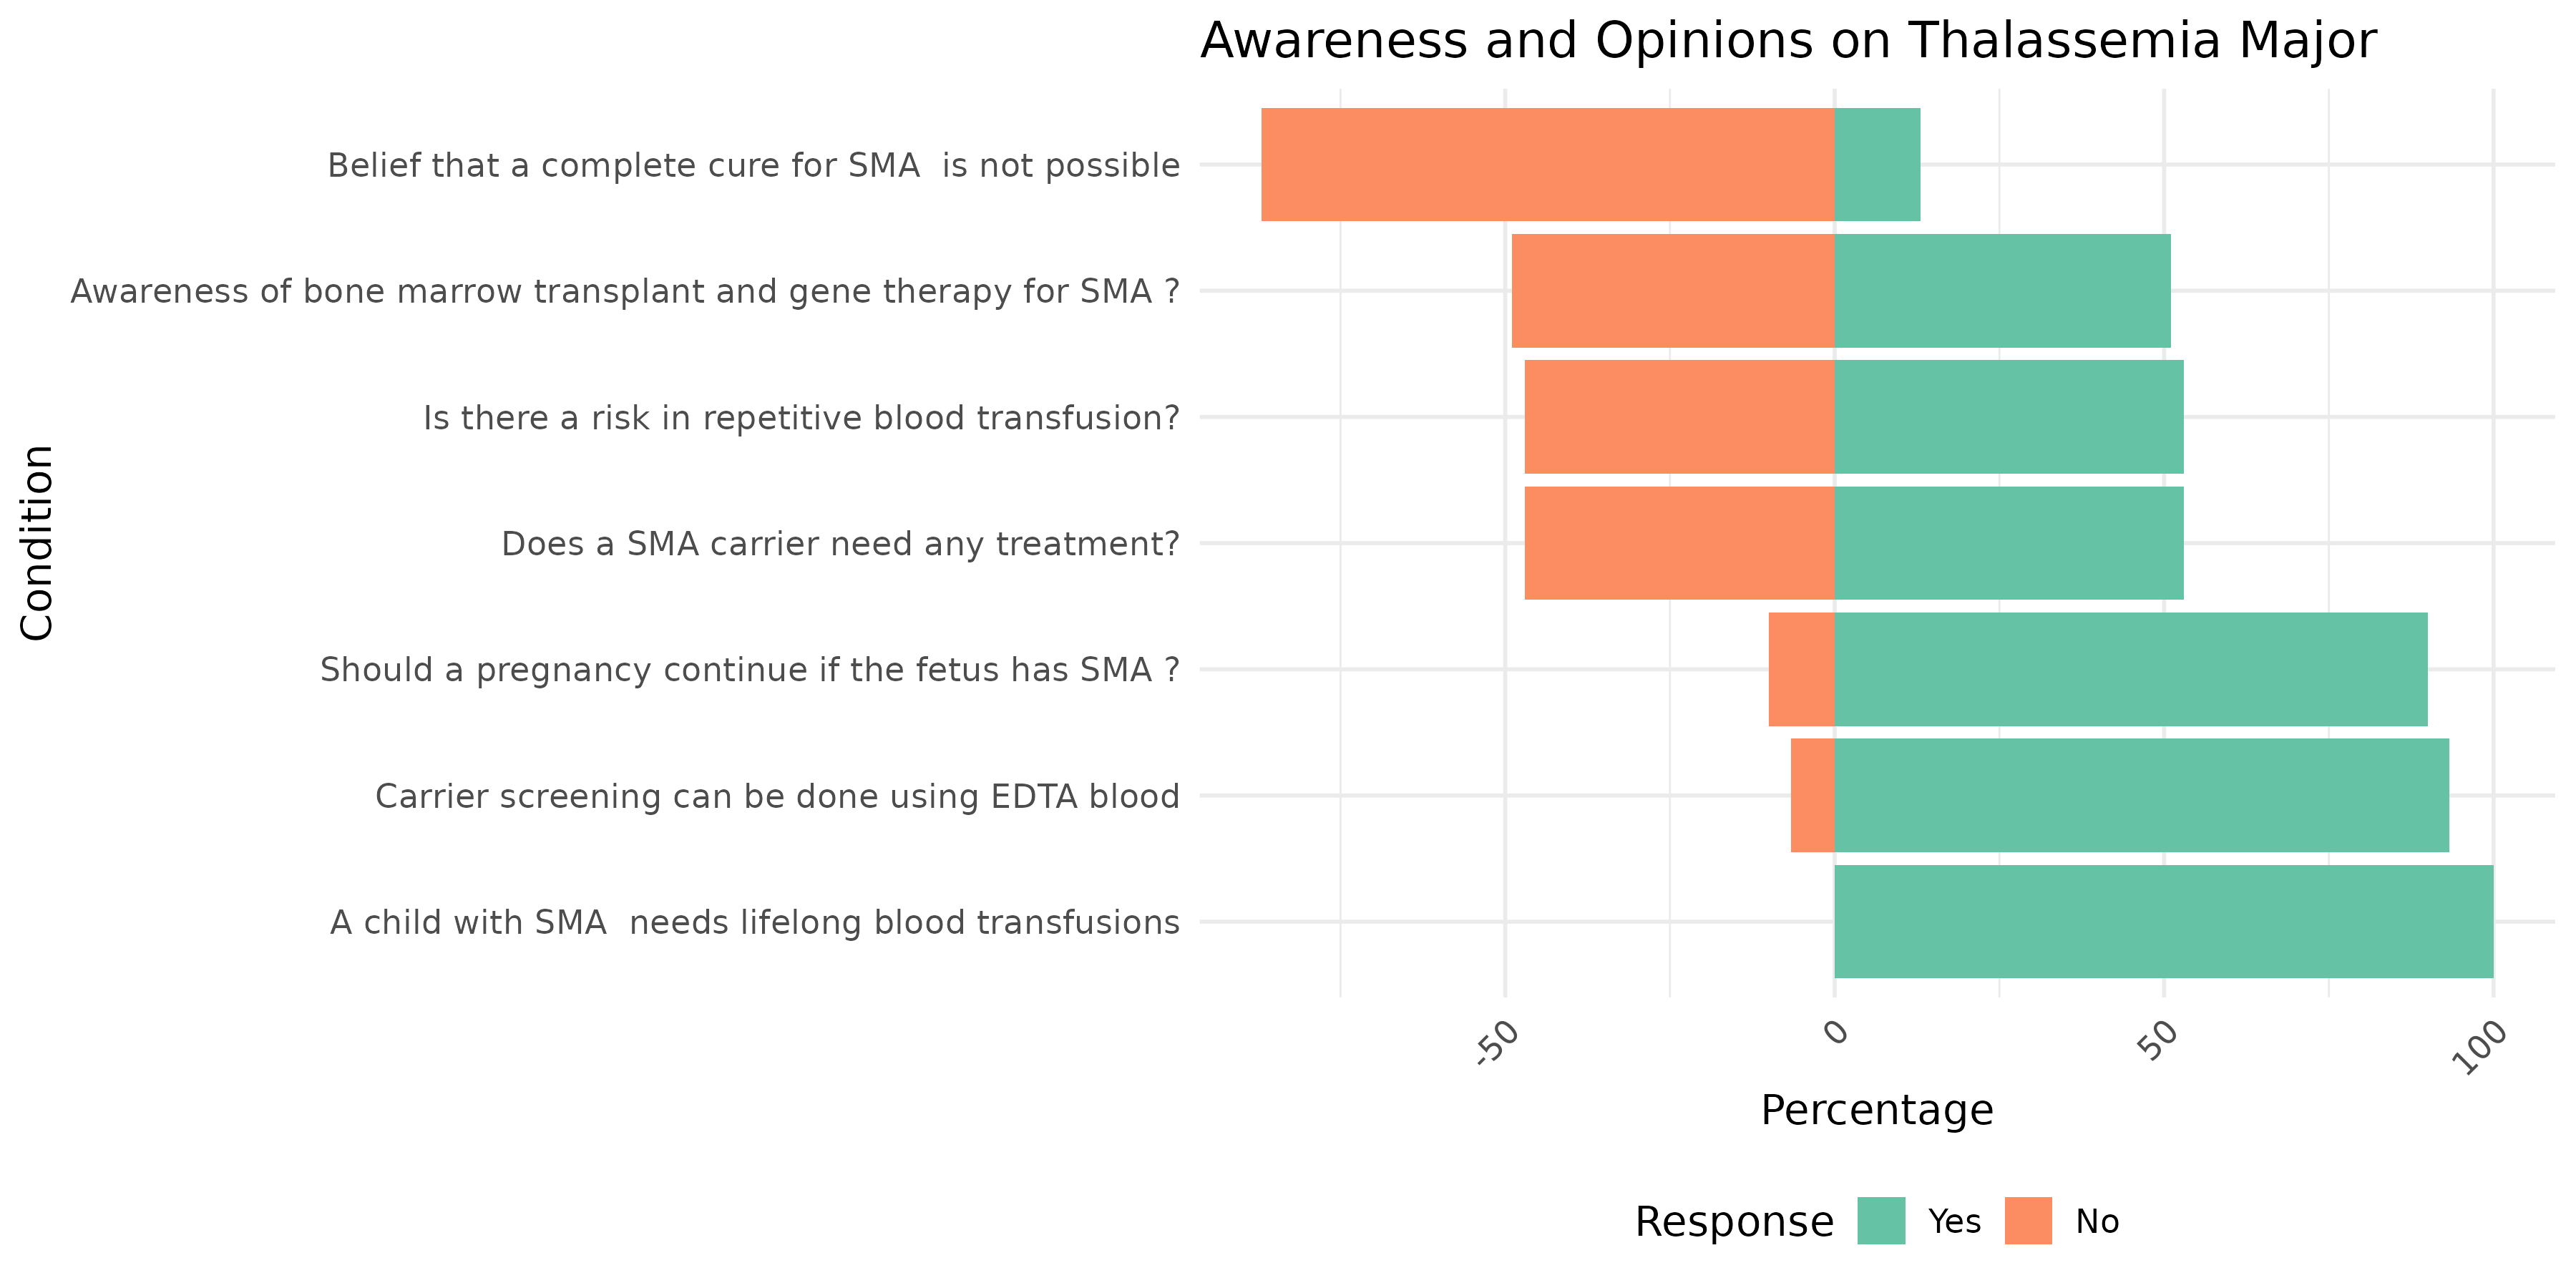 Awareness and Opinions on Thalassemia Major
Condition
Belief that a complete cure for SMA  is not possible
Awareness of bone marrow transplant and gene therapy for SMA ?
Is there a risk in repetitive blood transfusion?
Does a SMA carrier need any treatment?
Should a pregnancy continue if the fetus has SMA ?
Carrier screening can be done using EDTA blood
A child with SMA  needs lifelong blood transfusions
-50 0 50 100
Percentage
Response Yes No